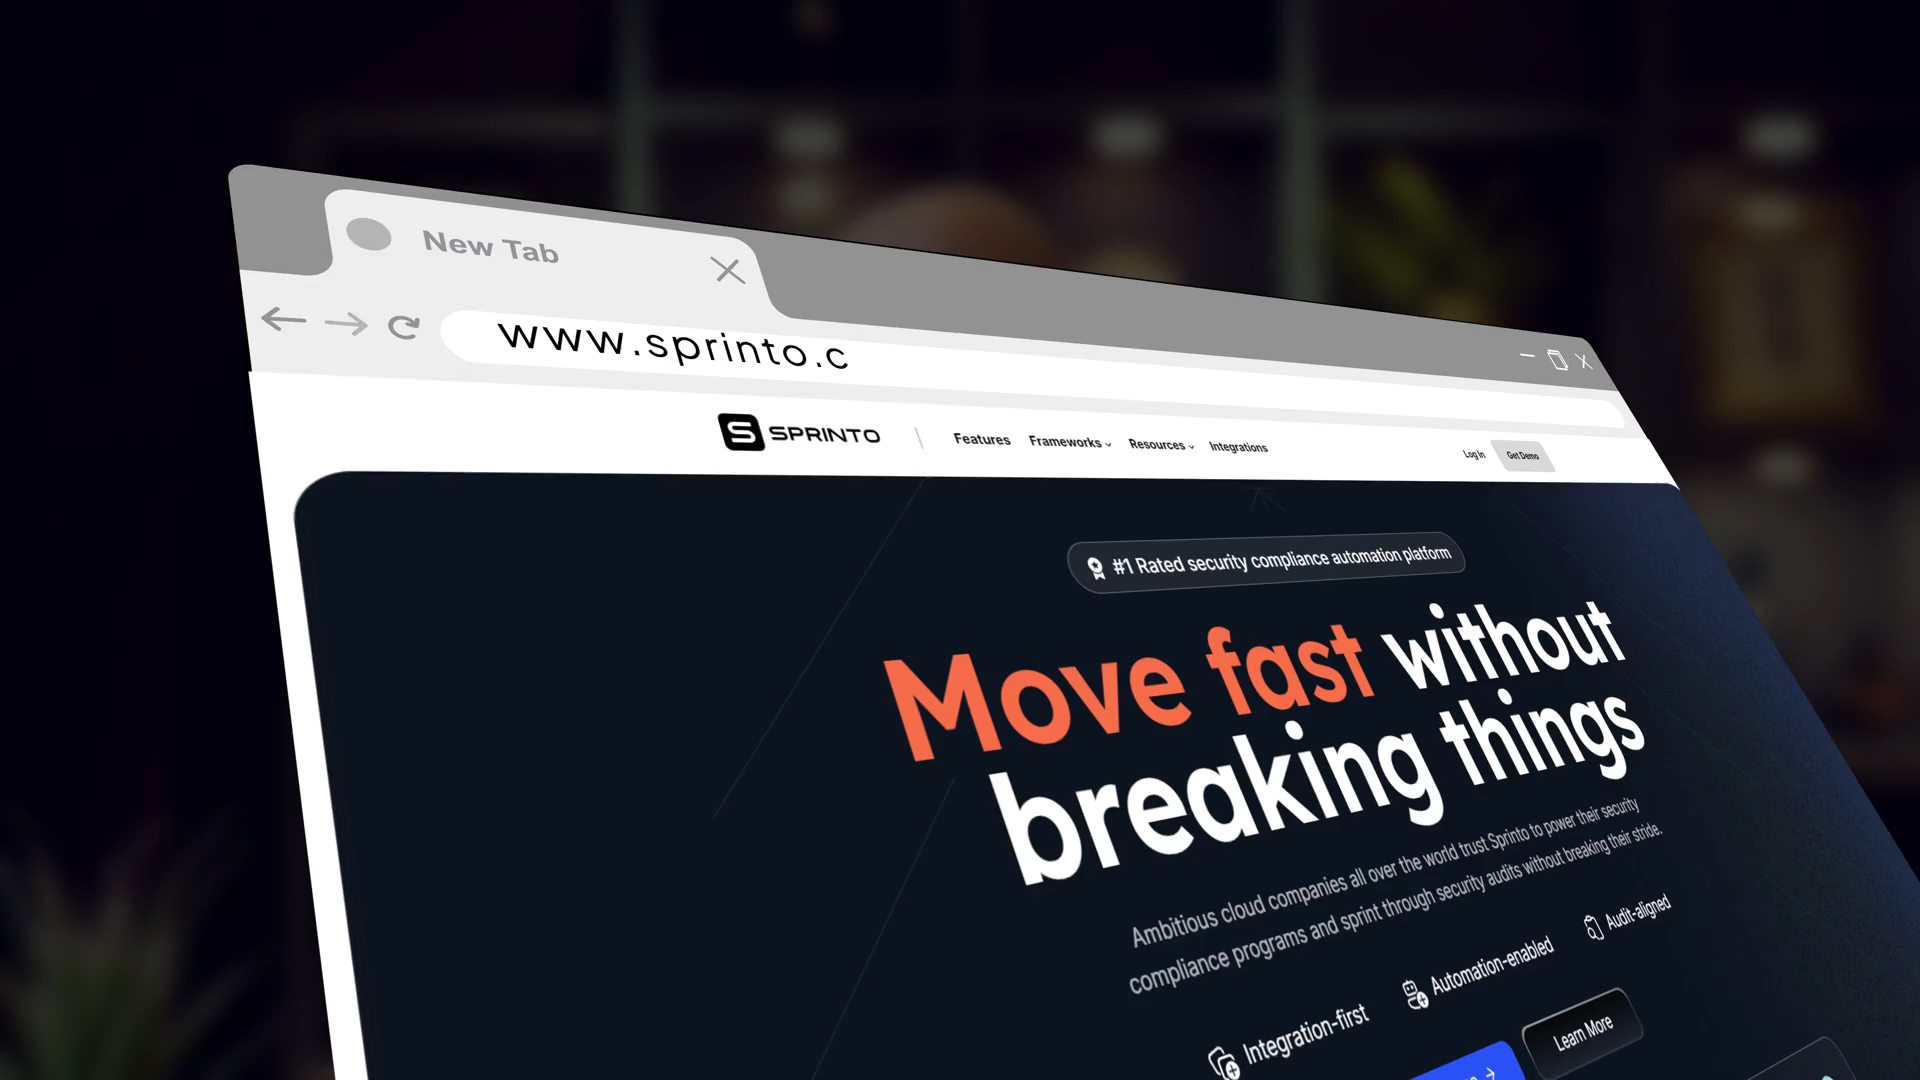 New Tab
www.sprinto.c
SPRINTO
Features
Frameworks
Resources
Integrations
Log in
Get Demo
#1 Rated security compliance automation platform
Move fast without
breaking things
Ambitious cloud companies all over the world trust Sprinto to power their security
compliance programs and sprint through security audits without breaking their stride.
Integration-first
Automation-enabled
Audit-aligned
Learn More